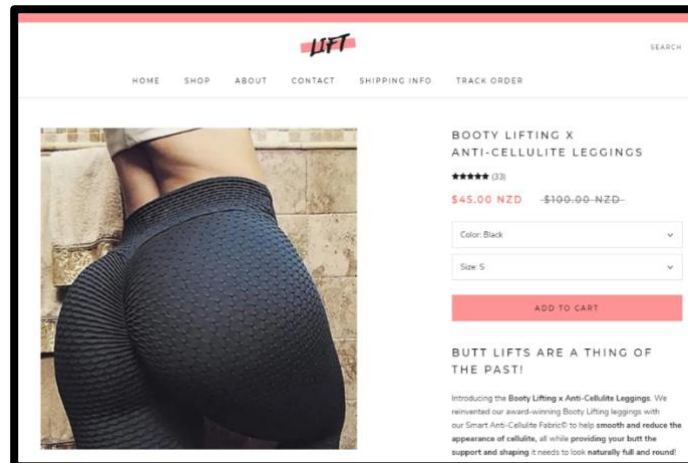 LIFT
SEARCH
HOME SHOP ABOUT CONTACT SHIPPING INFO TRACK ORDER
BOOTY LIFTING X
ANTI-CELLULITE LEGGINGS
★★★★★ (33)
$45.00 NZD $100.00 NZD
Color: Black
Size: S
ADD TO CART
BUTT LIFTS ARE A THING OF
THE PAST!
Introducing the Booty Lifting x Anti-Cellulite Leggings. We
reinvented our award-winning Booty Lifting leggings with
our Smart Anti-Cellulite Fabric© to help smooth and reduce the
appearance of cellulite, all while providing your butt the
support and shaping it needs to look naturally full and round!